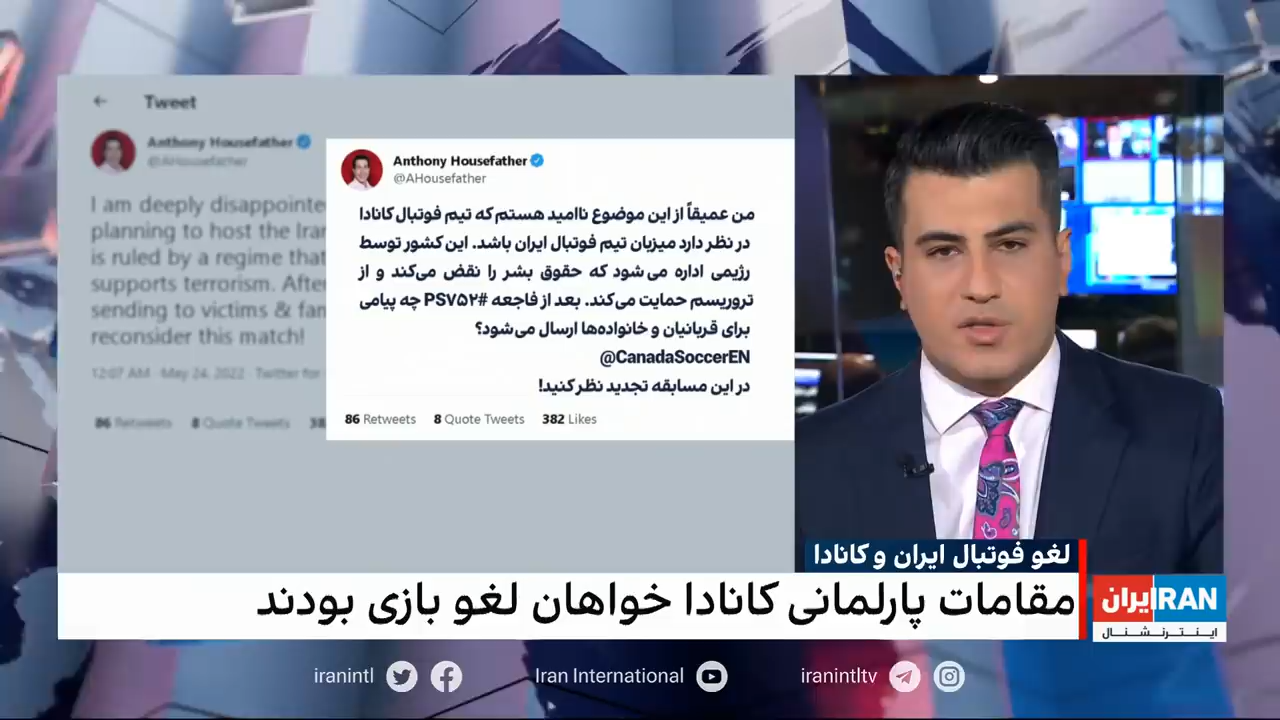 Tweet
Anthony Housefather
@AHousefather
I am deeply disappointe
planning to host the Iran
is ruled by a regime that
supports terrorism. After
sending to victims & fam
reconsider this match!
12:07 AM · May 24, 2022 · Twitter for
86 Retweets 8 Quote Tweets 38
Anthony Housefather
@AHousefather
من عمیقاً از این موضوع ناامید هستم که تیم فوتبال کانادا
در نظر دارد میزبان تیم فوتبال ایران باشد. این کشور توسط
رژیمی اداره می‌شود که حقوق بشر را نقض می‌کند و از
تروریسم حمایت می‌کند. بعد از فاجعه #PS۷۵۲ چه پیامی
برای قربانیان و خانواده‌ها ارسال می‌شود؟
@CanadaSoccerEN
در این مسابقه تجدید نظر کنید!
86 Retweets 8 Quote Tweets 382 Likes
لغو فوتبال ایران و کانادا
مقامات پارلمانی کانادا خواهان لغو بازی بودند
ایران IRAN
اینترنشنال
iranintl
Iran International
iranintltv